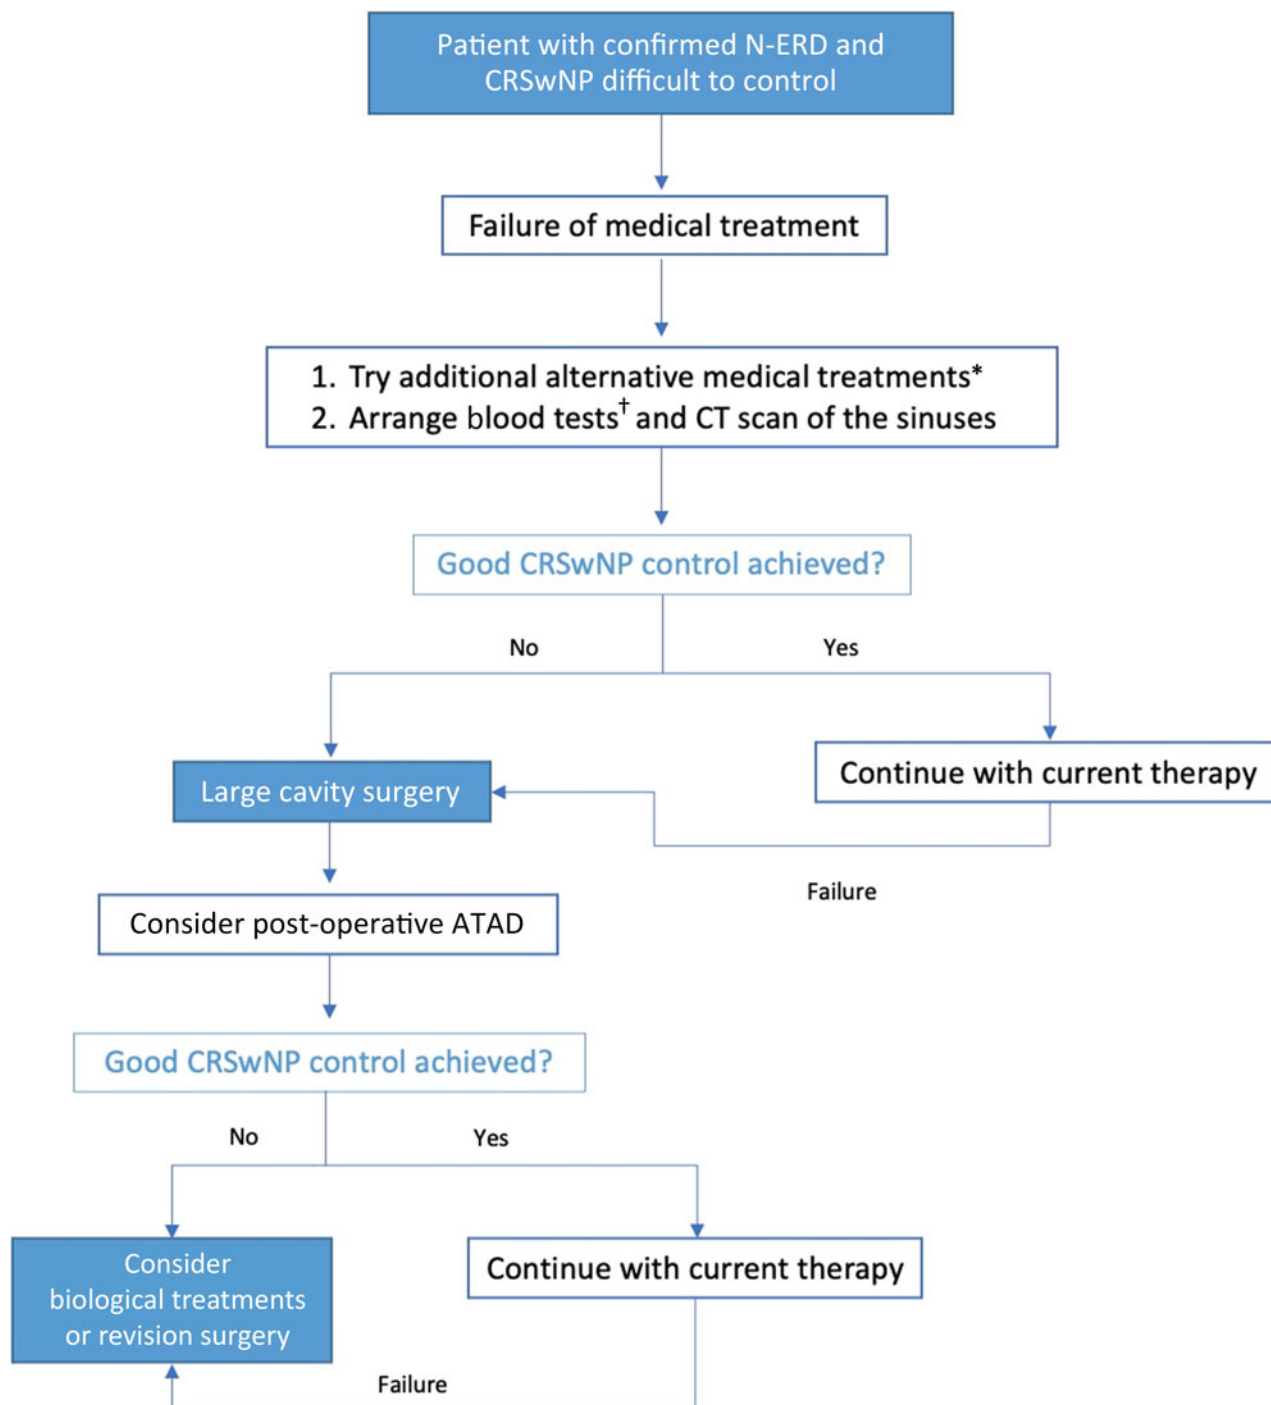 Patient with confirmed N-ERD and
CRSwNP difficult to control
Failure of medical treatment
1. Try additional alternative medical treatments*
2. Arrange blood tests† and CT scan of the sinuses
Good CRSwNP control achieved?
No
Yes
Continue with current therapy
Large cavity surgery
Failure
Consider post-operative ATAD
Good CRSwNP control achieved?
No
Yes
Consider
biological treatments
or revision surgery
Continue with current therapy
Failure